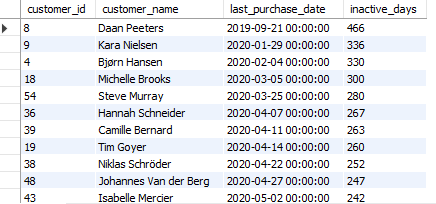 customer_id customer_name last_purchase_date inactive_days
8 Daan Peeters 2019-09-21 00:00:00 466
9 Kara Nielsen 2020-01-29 00:00:00 336
4 Bjørn Hansen 2020-02-04 00:00:00 330
18 Michelle Brooks 2020-03-05 00:00:00 300
54 Steve Murray 2020-03-25 00:00:00 280
36 Hannah Schneider 2020-04-07 00:00:00 267
39 Camille Bernard 2020-04-11 00:00:00 263
19 Tim Goyer 2020-04-14 00:00:00 260
38 Niklas Schröder 2020-04-22 00:00:00 252
48 Johannes Van der Berg 2020-04-27 00:00:00 247
43 Isabelle Mercier 2020-05-02 00:00:00 242